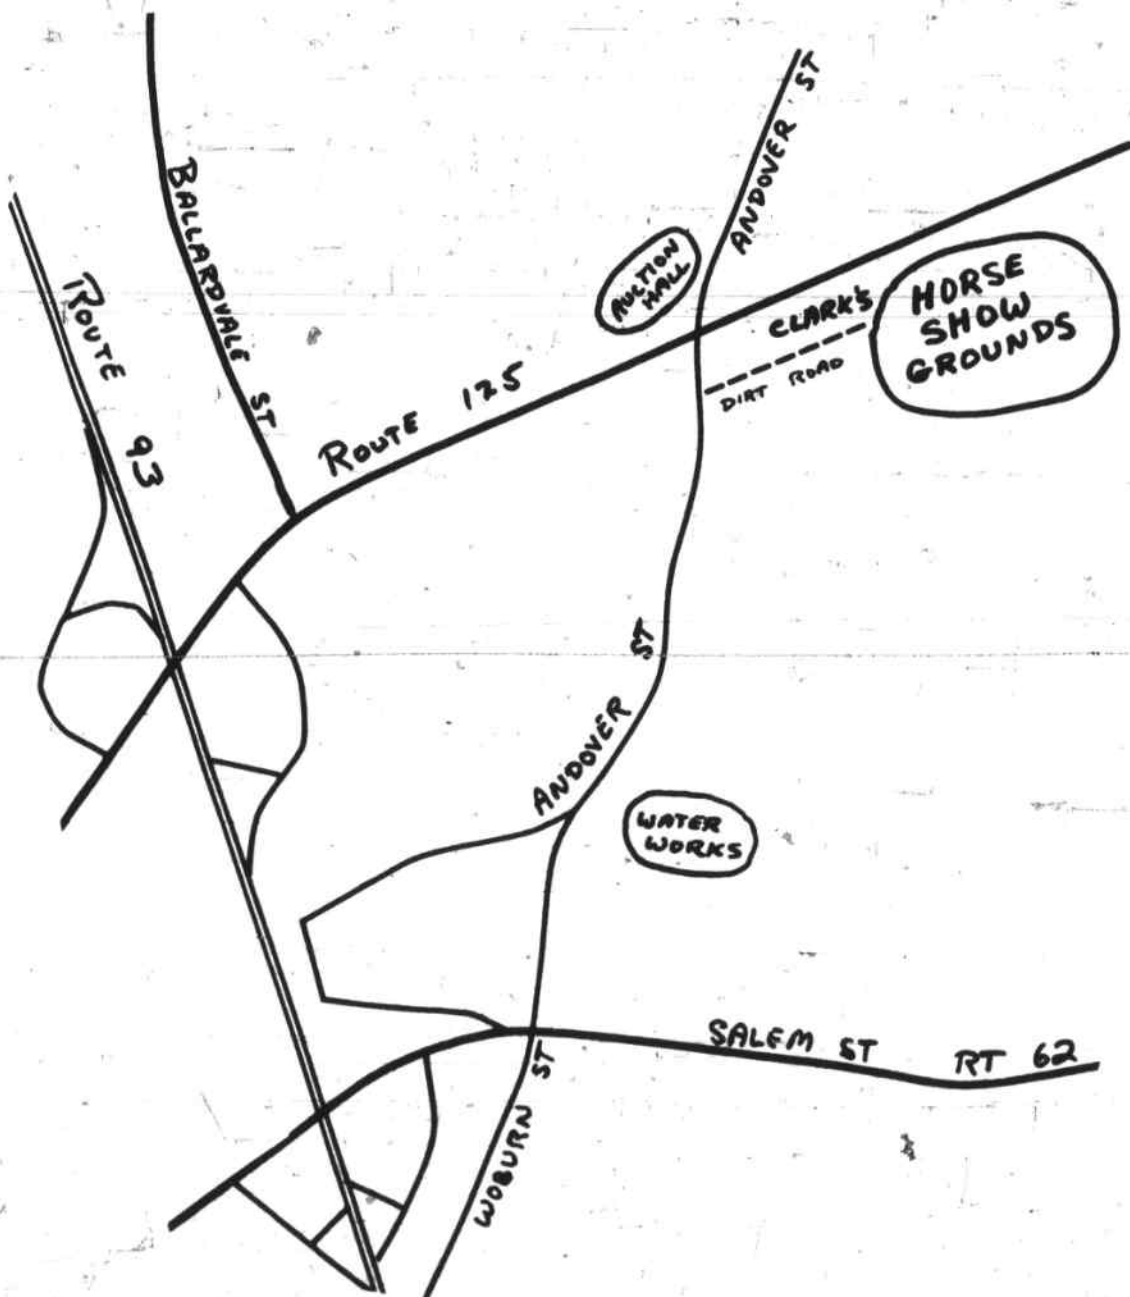 ANDOVER ST
BALLARDVALE ST
AUCTION
HALL
ROUTE 93
CLARK'S
HORSE
SHOW
GROUNDS
DIRT ROAD
ROUTE 125
ANDOVER ST
WATER
WORKS
SALEM ST RT 62
WOBURN ST